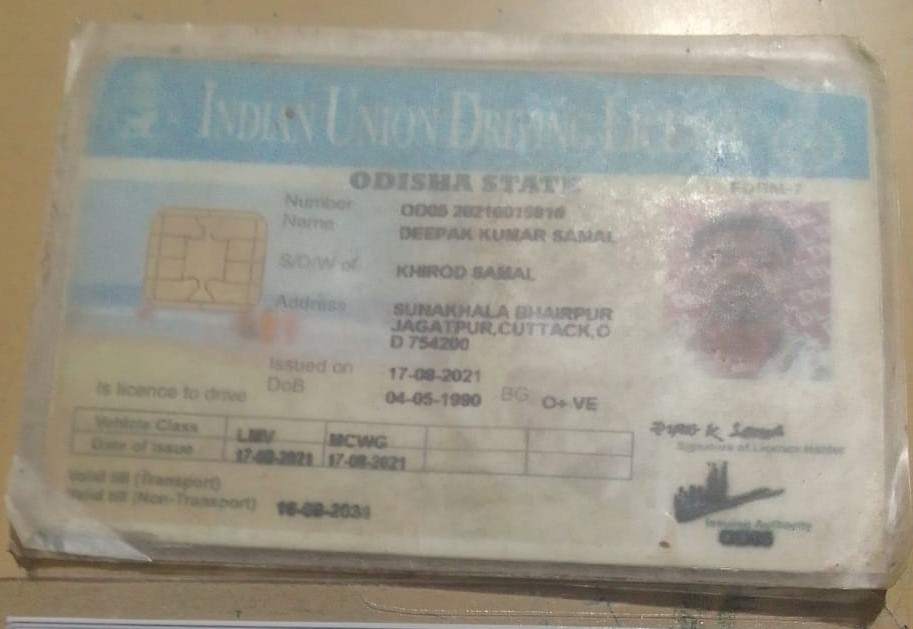 INDIAN UNION DRIVING LICENCE
ODISHA STATE
FORM-7
Number OD05 20210015810
Name DEEPAK KUMAR SAMAL
S/D/W of KHIROD SAMAL
Address SUNAKHALA BHAIRPUR
JAGATPUR,CUTTACK,O
D 754200
Issued on 17-08-2021
DoB 04-05-1990 BG O+ VE
Is licence to drive
Vehicle Class LMV MCWG
Date of Issue 17-08-2021 17-08-2021
Valid till (Transport)
Valid till (Non-Transport) 16-08-2031
Signature of Licence Holder
Issuing Authority
OD05